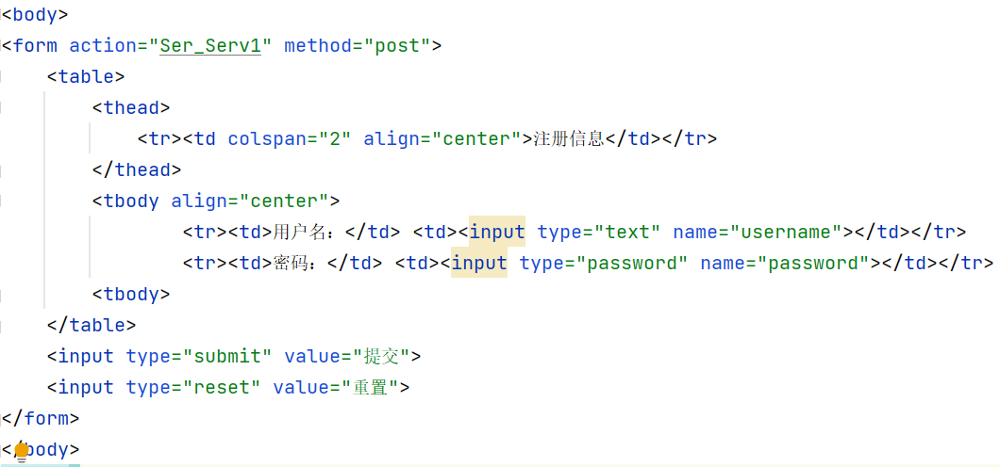 <body>
<form action="Ser_Serv1" method="post">
    <table>
        <thead>
            <tr><td colspan="2" align="center">注册信息</td></tr>
        </thead>
        <tbody align="center">
                <tr><td>用户名：</td> <td><input type="text" name="username"></td></tr>
                <tr><td>密码：</td> <td><input type="password" name="password"></td></tr>
        <tbody>
    </table>
    <input type="submit" value="提交">
    <input type="reset" value="重置">
</form>
</body>